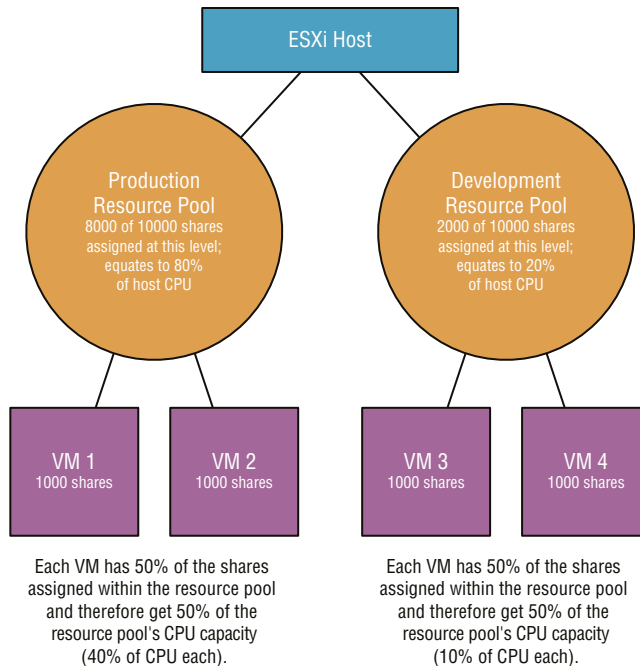 ESXi Host
Production
Resource Pool
8000 of 10000 shares
assigned at this level;
equates to 80%
of host CPU
Development
Resource Pool
2000 of 10000 shares
assigned at this level;
equates to 20%
of host CPU
VM 1
1000 shares
VM 2
1000 shares
VM 3
1000 shares
VM 4
1000 shares
Each VM has 50% of the shares
assigned within the resource pool
and therefore get 50% of the
resource pool's CPU capacity
(40% of CPU each).
Each VM has 50% of the shares
assigned within the resource pool
and therefore get 50% of the
resource pool's CPU capacity
(10% of CPU each).